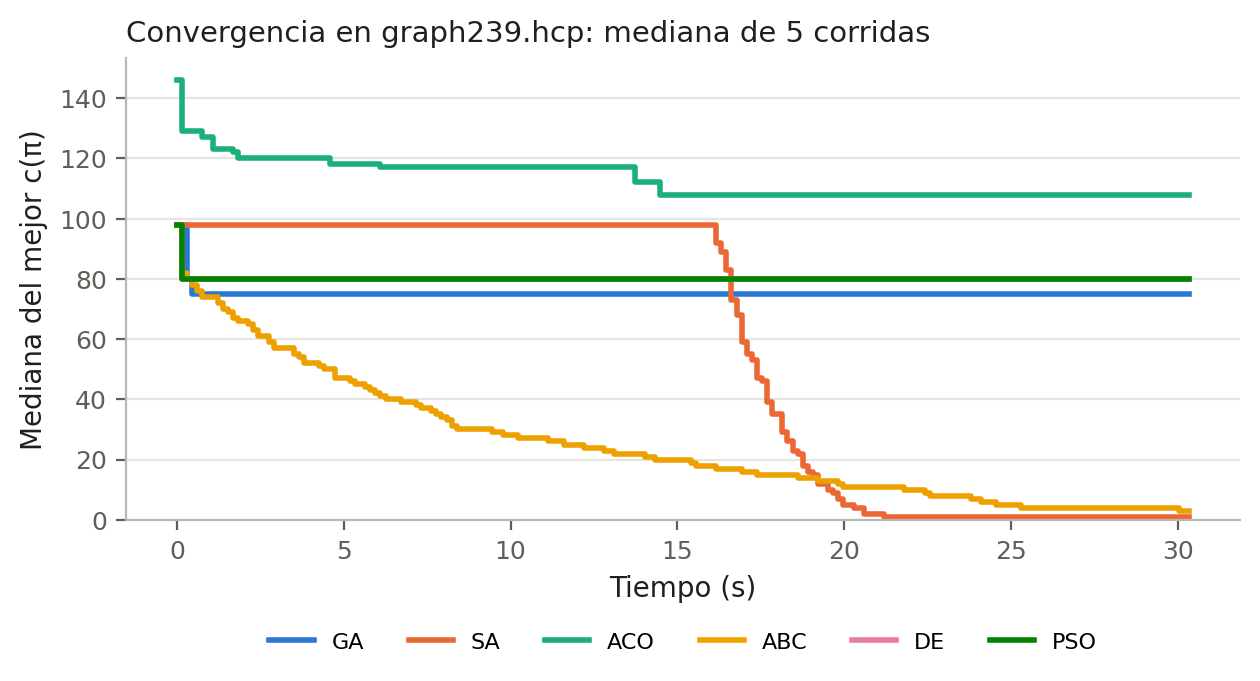 Convergencia en graph239.hcp: mediana de 5 corridas
Mediana del mejor c(π)
140
120
100
80
60
40
20
0
0 5 10 15 20 25 30
Tiempo (s)
GA SA ACO ABC DE PSO